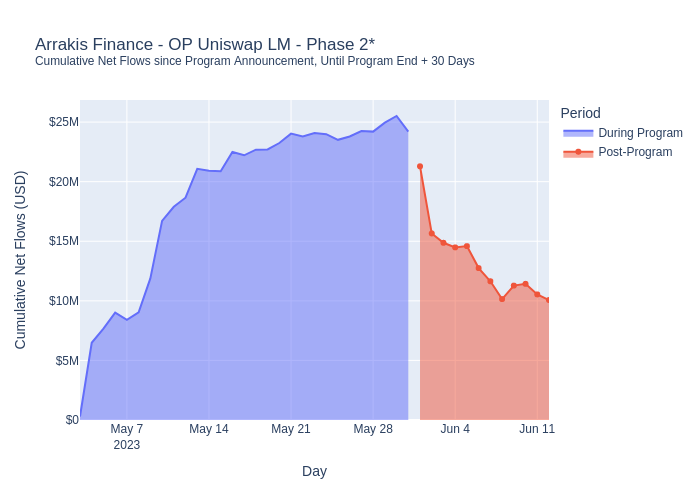 Arrakis Finance - OP Uniswap LM - Phase 2*
Cumulative Net Flows since Program Announcement, Until Program End + 30 Days
Period
During Program
Post-Program
Cumulative Net Flows (USD)
$25M
$20M
$15M
$10M
$5M
$0
May 7
2023
May 14
May 21
May 28
Jun 4
Jun 11
Day